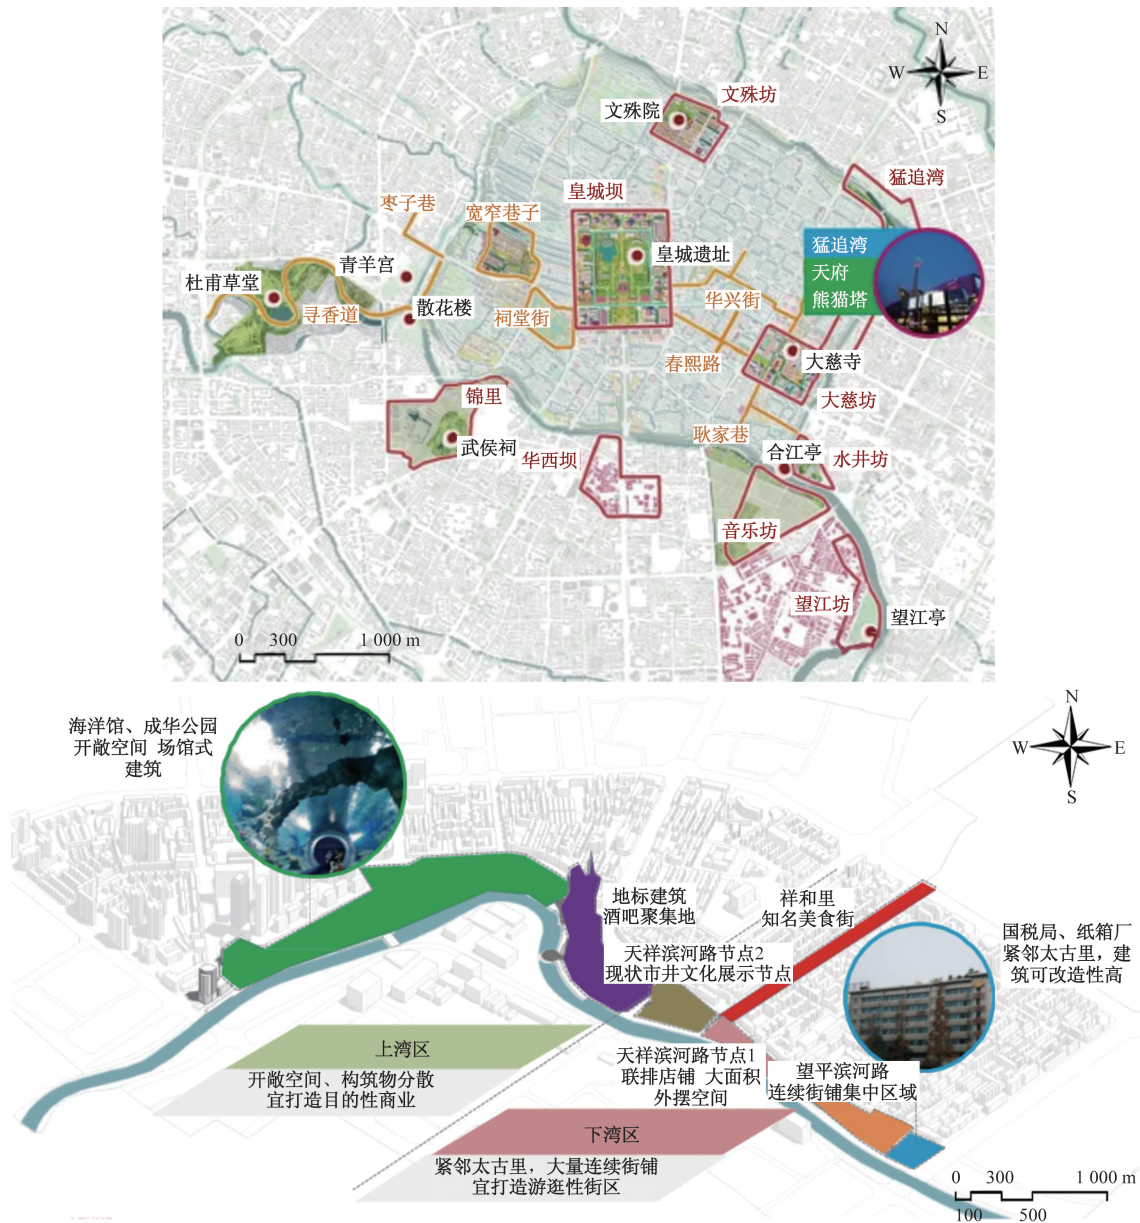 N
W
E
S
文殊坊
文殊院
猛追湾
皇城坝
枣子巷
宽窄巷子
猛追湾
天府
熊猫塔
皇城遗址
青羊宫
杜甫草堂
散花楼
寻香道
祠堂街
华兴街
春熙路
大慈寺
大慈坊
锦里
武侯祠
耿家巷
华西坝
合江亭
水井坊
音乐坊
望江坊
望江亭
0 300 1 000 m
N
W
E
S
海洋馆、成华公园
开敞空间 场馆式
建筑
地标建筑
酒吧聚集地
祥和里
知名美食街
天祥滨河路节点2
现状市井文化展示节点
国税局、纸箱厂
紧邻太古里，建
筑可改造性高
上湾区
开敞空间、构筑物分散
宜打造目的性商业
天祥滨河路节点1
联排店铺 大面积
外摆空间
望平滨河路
连续街铺集中区域
下湾区
紧邻太古里，大量连续街铺
宜打造游逛性街区
0 300 1 000 m
100 500